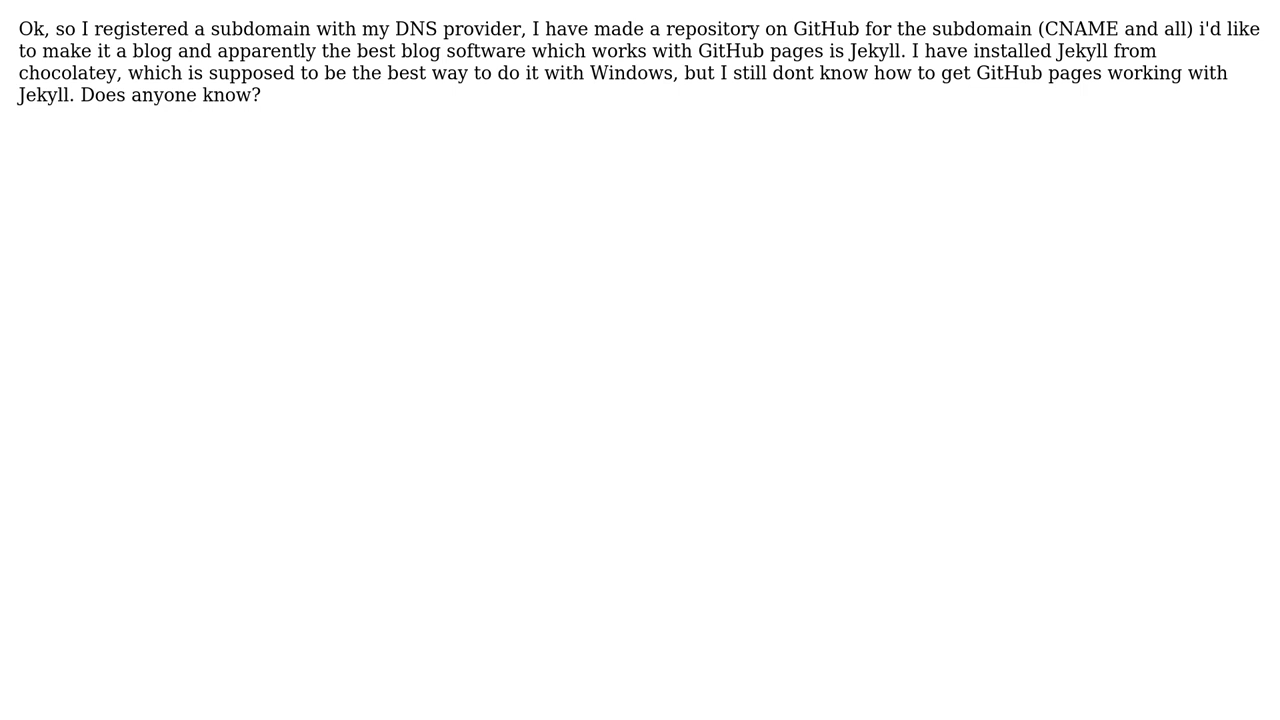 Ok, so I registered a subdomain with my DNS provider, I have made a repository on GitHub for the subdomain (CNAME and all) i'd like
to make it a blog and apparently the best blog software which works with GitHub pages is Jekyll. I have installed Jekyll from
chocolatey, which is supposed to be the best way to do it with Windows, but I still dont know how to get GitHub pages working with
Jekyll. Does anyone know?